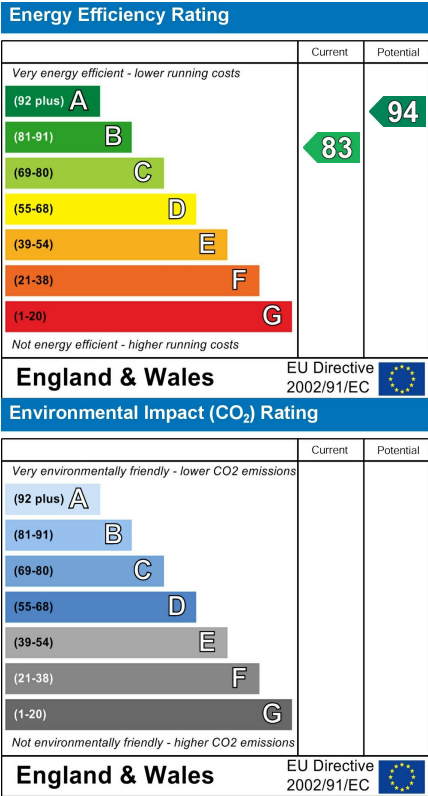 Energy Efficiency Rating
Current Potential
Very energy efficient - lower running costs
(92 plus) A
94
(81-91) B
83
(69-80) C
(55-68) D
(39-54) E
(21-38) F
(1-20) G
Not energy efficient - higher running costs
England & Wales
EU Directive
2002/91/EC
Environmental Impact (CO₂) Rating
Current Potential
Very environmentally friendly - lower CO2 emissions
(92 plus) A
(81-91) B
(69-80) C
(55-68) D
(39-54) E
(21-38) F
(1-20) G
Not environmentally friendly - higher CO2 emissions
England & Wales
EU Directive
2002/91/EC